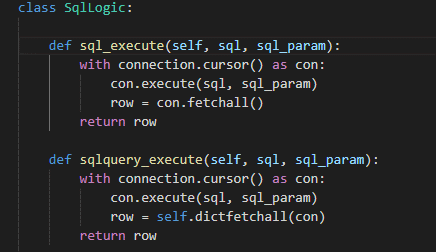 class SqlLogic:
def sql_execute(self, sql, sql_param):
with connection.cursor() as con:
con.execute(sql, sql_param)
row = con.fetchall()
return row
def sqlquery_execute(self, sql, sql_param):
with connection.cursor() as con:
con.execute(sql, sql_param)
row = self.dictfetchall(con)
return row